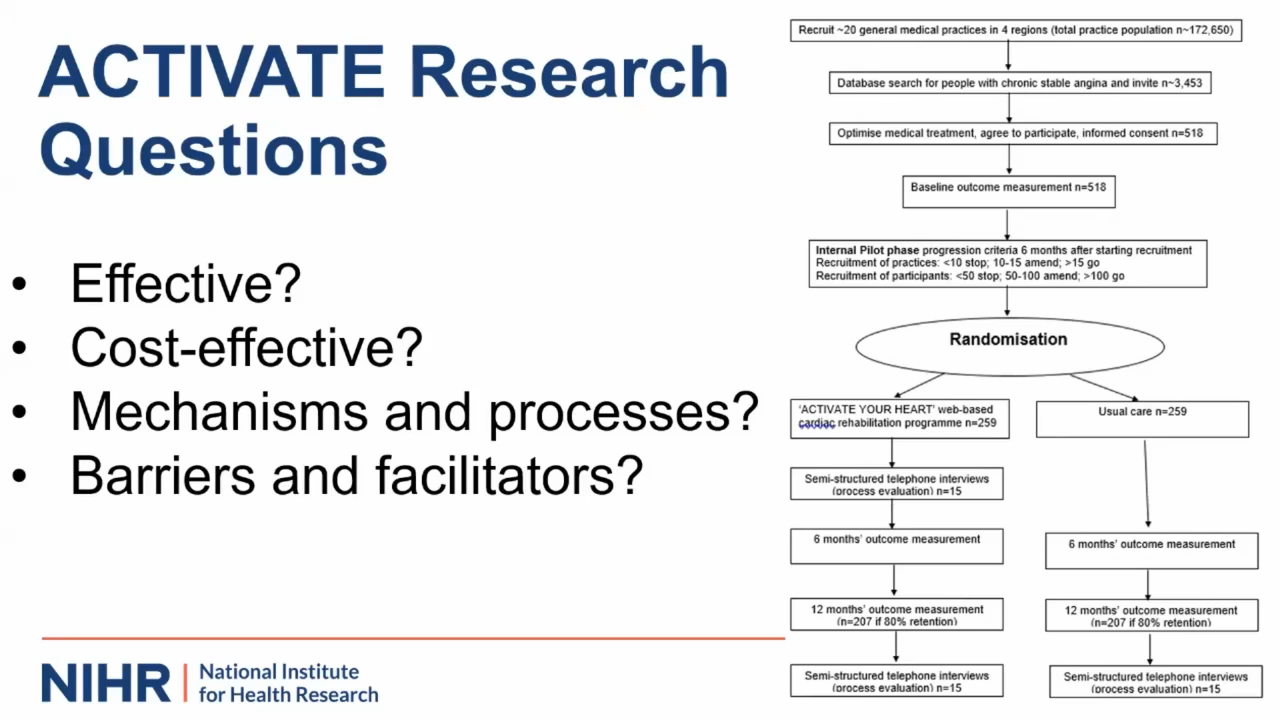 ACTIVATE Research
Questions
• Effective?
• Cost-effective?
• Mechanisms and processes?
• Barriers and facilitators?
NIHR | National Institute
for Health Research
Recruit ~20 general medical practices in 4 regions (total practice population n~172,650)
Database search for people with chronic stable angina and invite n~3,453
Optimise medical treatment, agree to participate, informed consent n=518
Baseline outcome measurement n=518
Internal Pilot phase progression criteria 6 months after starting recruitment
Recruitment of practices: <10 stop; 10-15 amend; >15 go
Recruitment of participants: <50 stop; 50-100 amend; >100 go
Randomisation
'ACTIVATE YOUR HEART' web-based
cardiac rehabilitation programme n=259
Semi-structured telephone interviews
(process evaluation) n=15
6 months' outcome measurement
12 months' outcome measurement
(n=207 if 80% retention)
Semi-structured telephone interviews
(process evaluation) n=15
Usual care n=259
6 months' outcome measurement
12 months' outcome measurement
(n=207 if 80% retention)
Semi-structured telephone interviews
(process evaluation) n=15